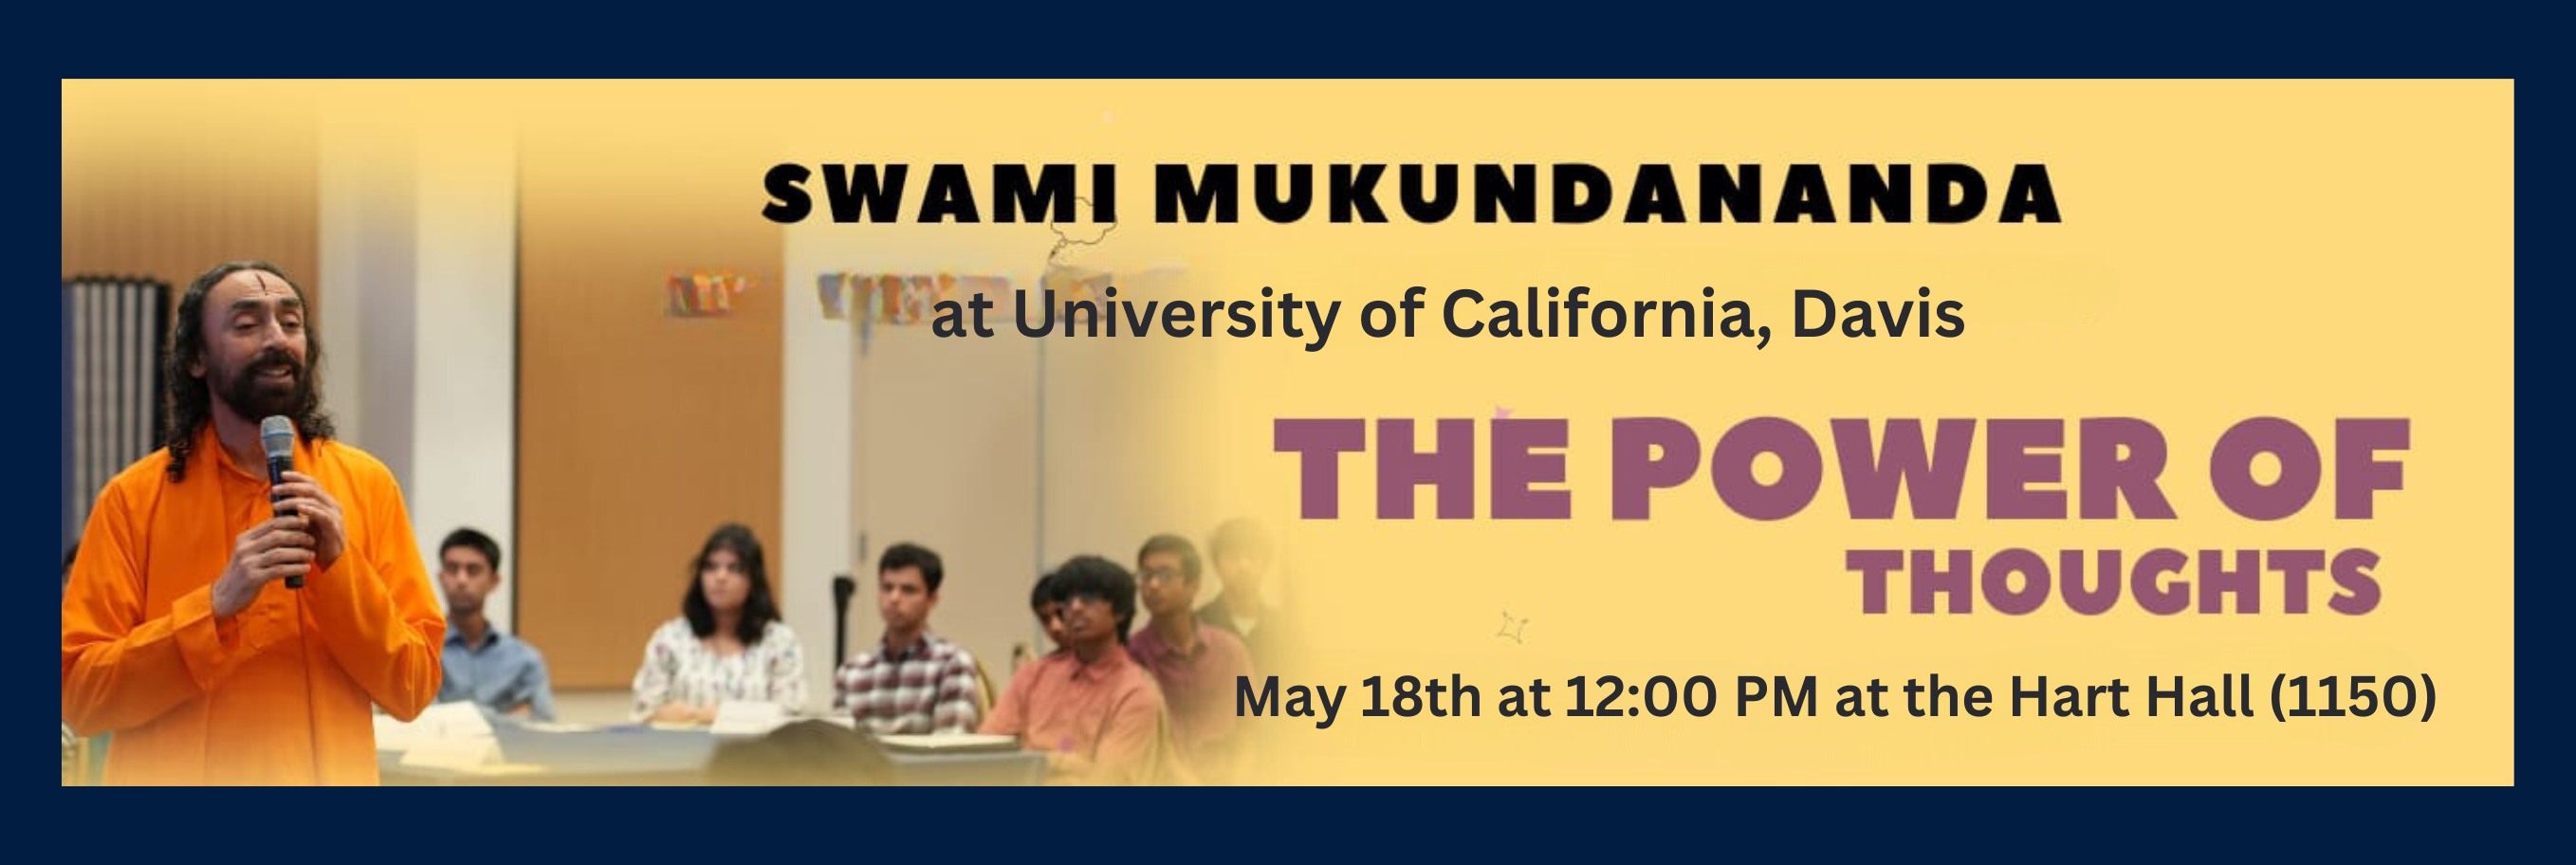 SWAMI MUKUNDANANDA
at University of California, Davis
THE POWER OF
THOUGHTS
May 18th at 12:00 PM at the Hart Hall (1150)